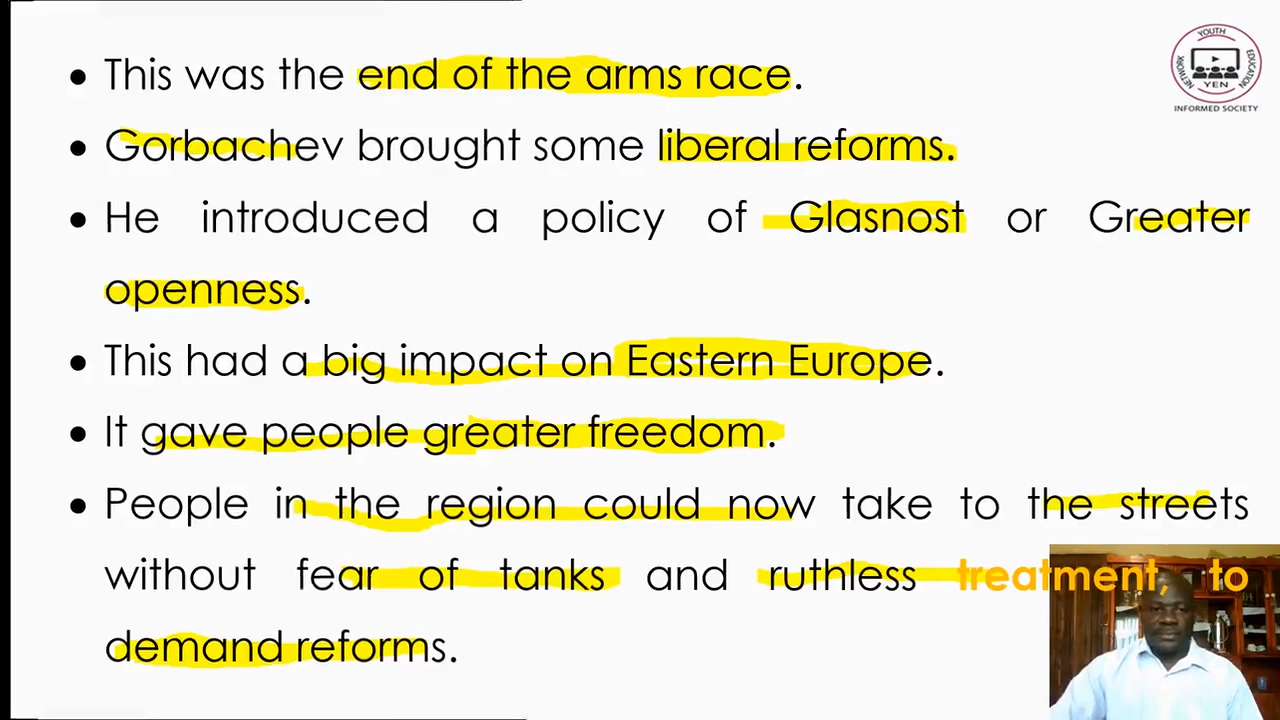 • This was the end of the arms race.
• Gorbachev brought some liberal reforms.
• He introduced a policy of Glasnost or Greater
openness.
• This had a big impact on Eastern Europe.
• It gave people greater freedom.
• People in the region could now take to the streets
without fear of tanks and ruthless treatment, to
demand reforms.
YOUTH
EDUCATION
NETWORK
YEN
INFORMED SOCIETY